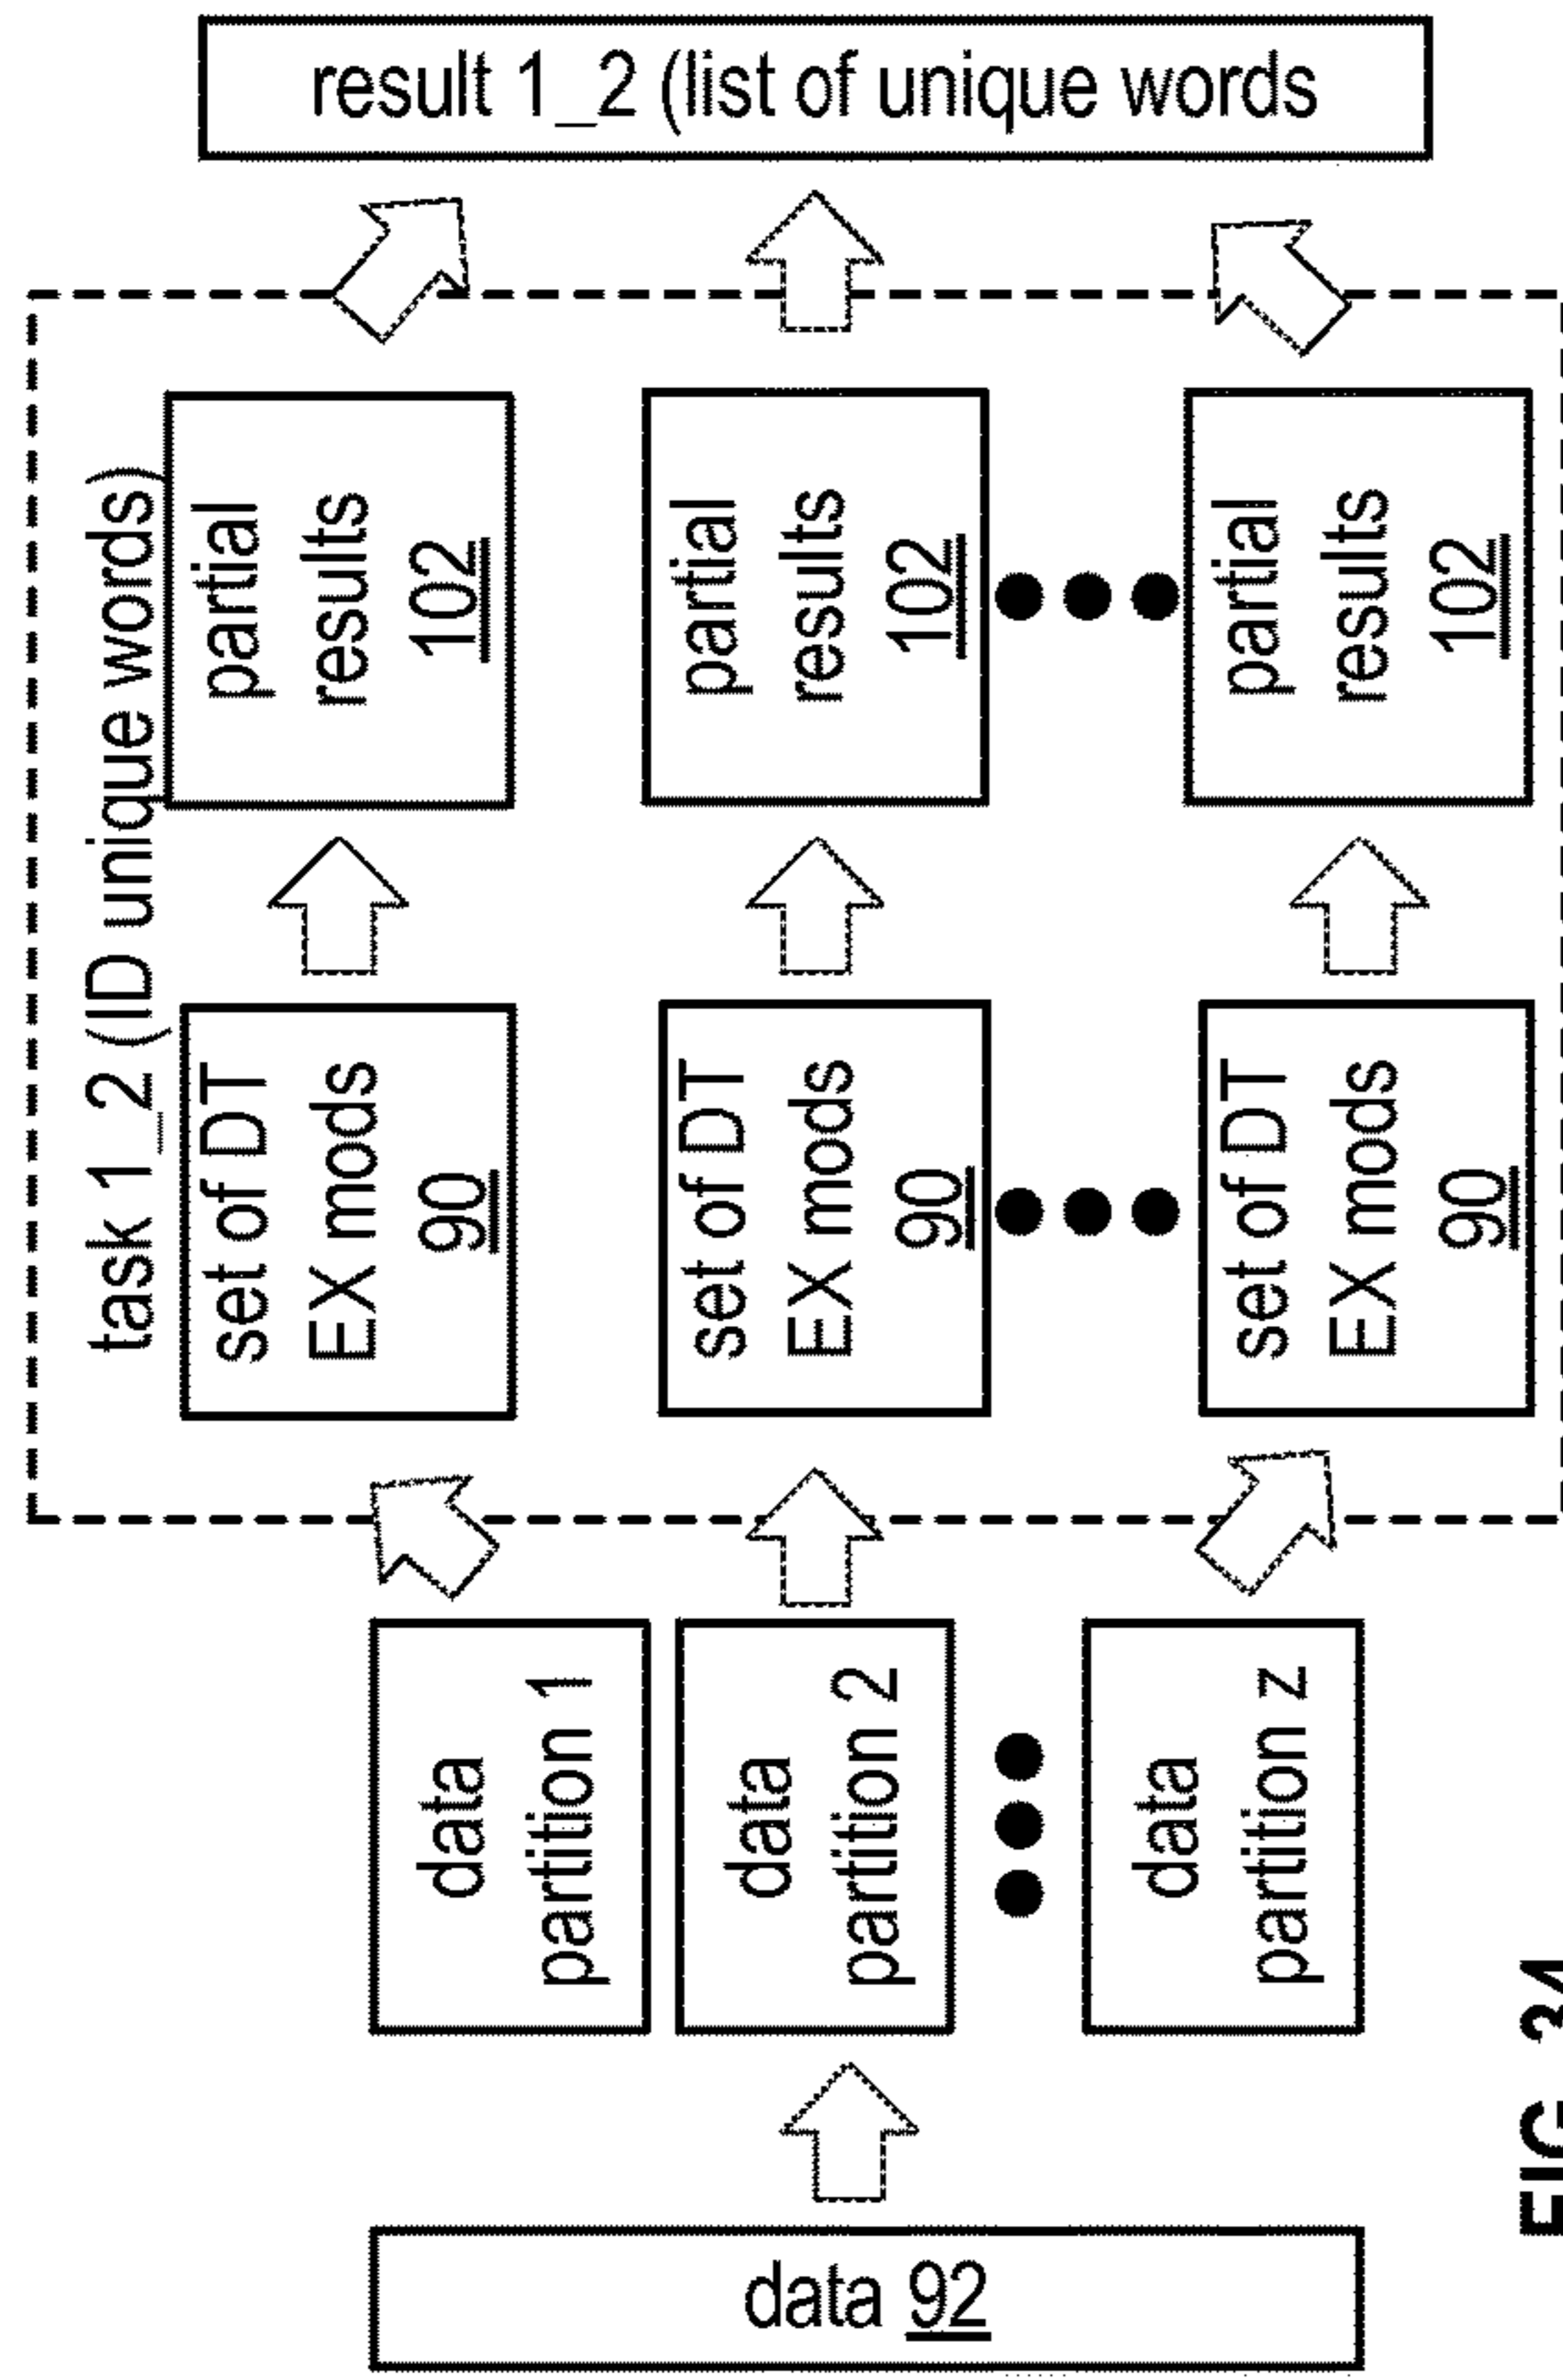 result 1_2 (list of unique words
task 1_2 (ID unique words)
partial
results
102
partial
results
102
partial
results
102
set of DT
EX mods
90
set of DT
EX mods
90
set of DT
EX mods
90
data
partition 1
data
partition 2
data
partition z
data 92
FIG. 34